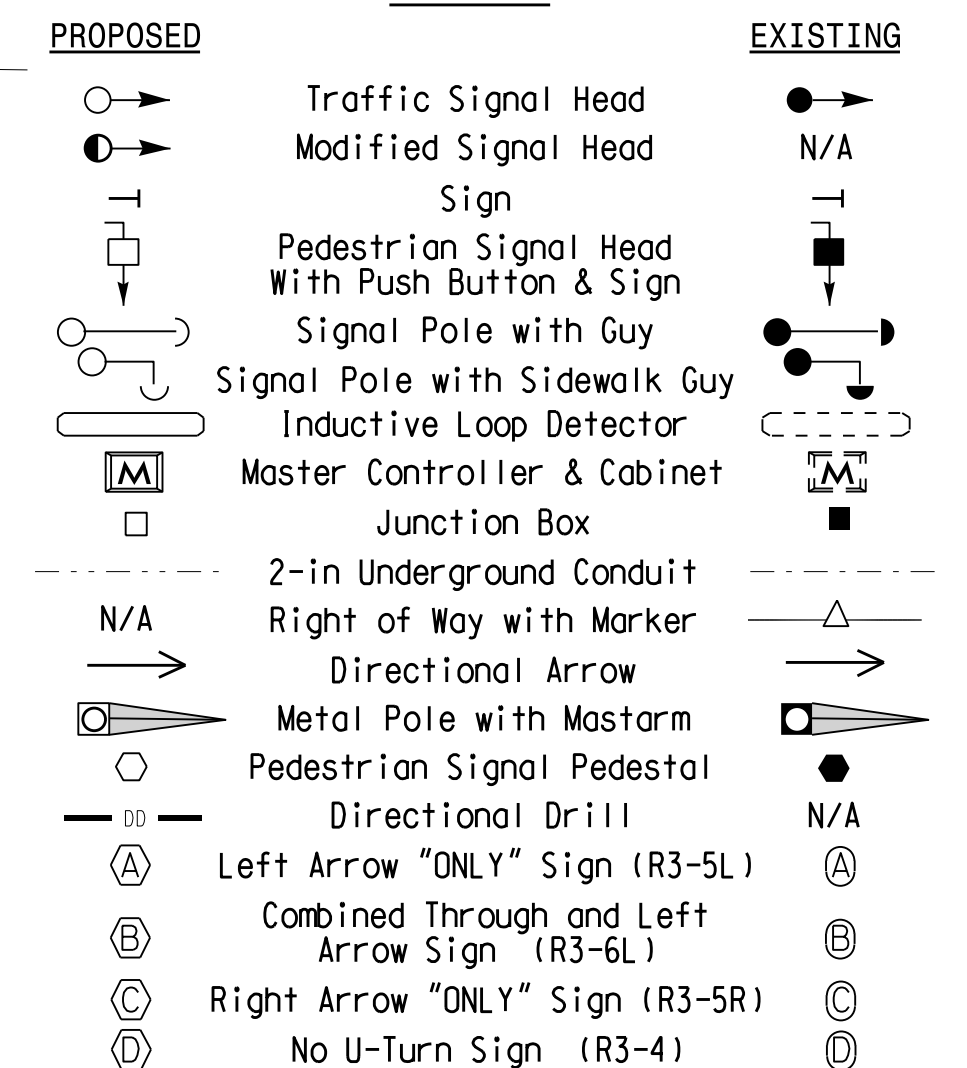 PROPOSED EXISTING
Traffic Signal Head
Modified Signal Head N/A
Sign
Pedestrian Signal Head
With Push Button & Sign
Signal Pole with Guy
Signal Pole with Sidewalk Guy
Inductive Loop Detector
M Master Controller & Cabinet M
Junction Box
2-in Underground Conduit
N/A Right of Way with Marker
Directional Arrow
Metal Pole with Mastarm
Pedestrian Signal Pedestal
DD Directional Drill N/A
A Left Arrow "ONLY" Sign (R3-5L) A
Combined Through and Left
B Arrow Sign (R3-6L) B
C Right Arrow "ONLY" Sign (R3-5R) C
D No U-Turn Sign (R3-4) D